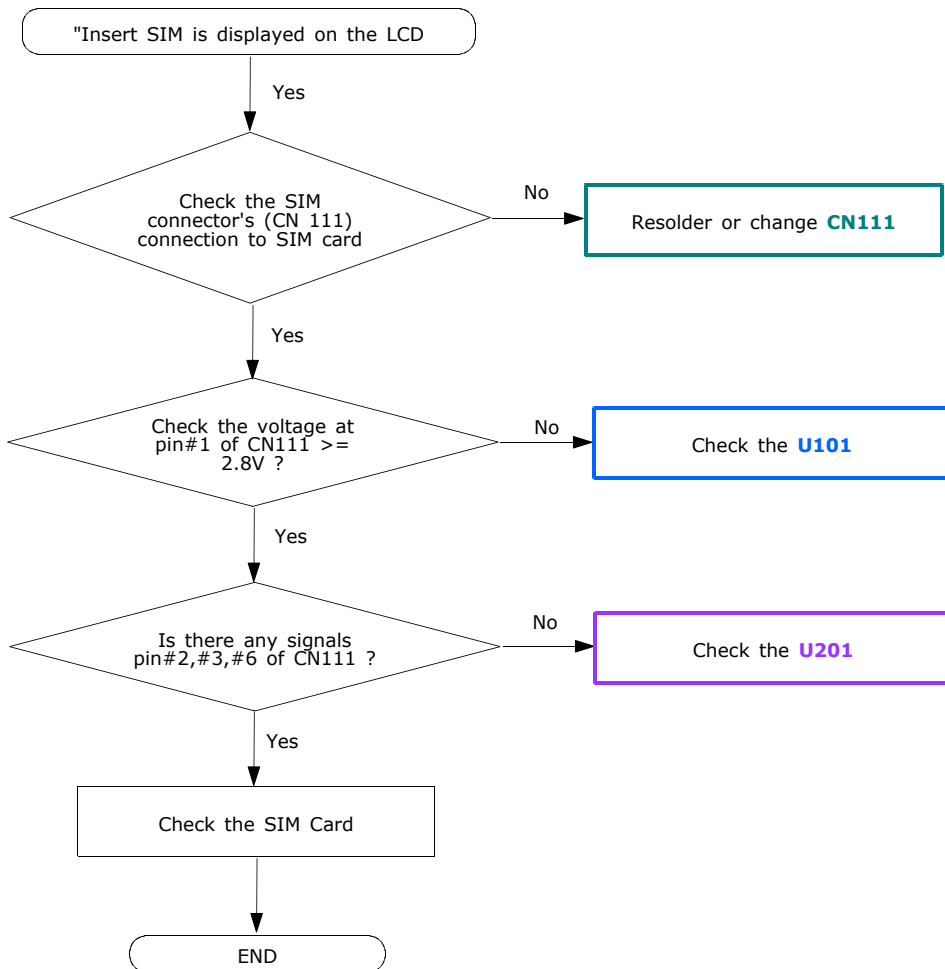 "Insert SIM is displayed on the LCD
Yes
Check the SIM
connector's (CN 111)
connection to SIM card
No
Resolder or change CN111
Yes
Check the voltage at
pin#1 of CN111 >=
2.8V ?
No
Check the U101
Yes
Is there any signals
pin#2,#3,#6 of CN111 ?
No
Check the U201
Yes
Check the SIM Card
END